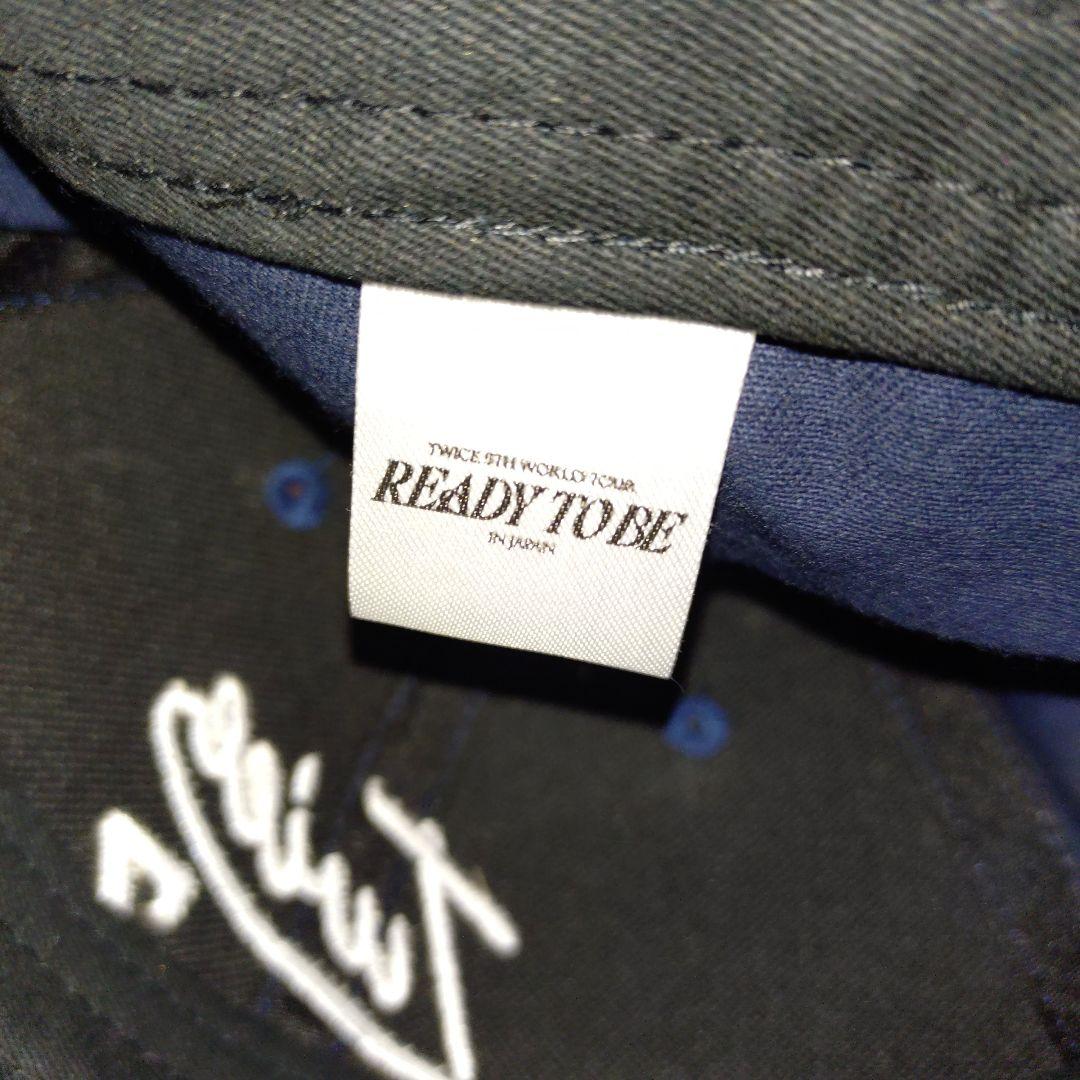 TWICE 5TH WORLD TOUR
READY TO BE
IN JAPAN